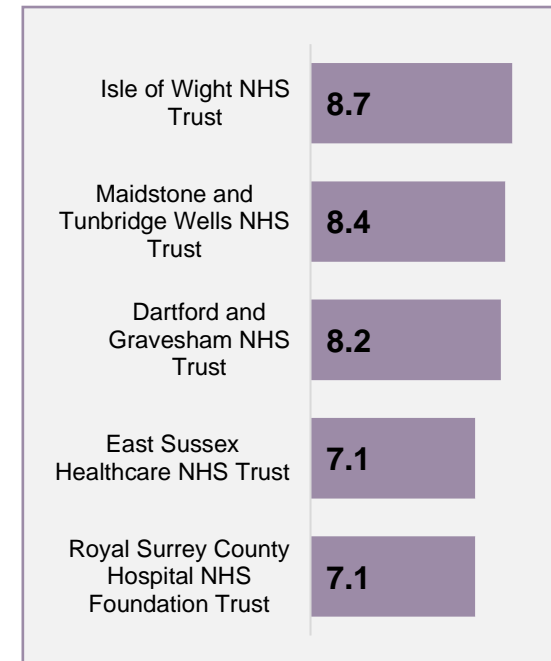 Isle of Wight NHS
Trust
8.7
Maidstone and
Tunbridge Wells NHS
Trust
8.4
Dartford and
Gravesham NHS
Trust
8.2
East Sussex
Healthcare NHS Trust
7.1
Royal Surrey County
Hospital NHS
Foundation Trust
7.1